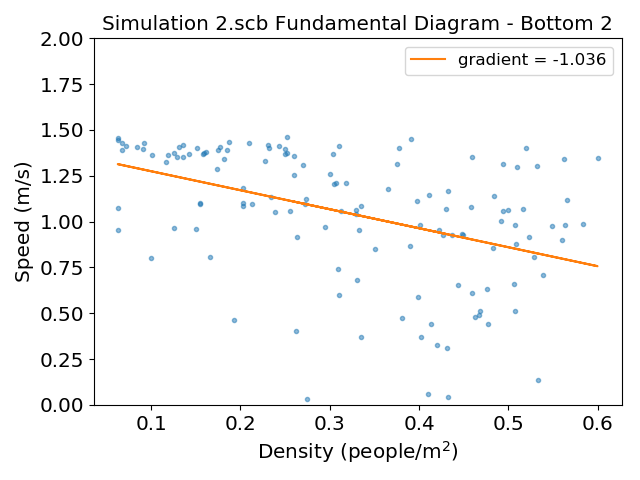 Simulation 2.scb Fundamental Diagram - Bottom 2
gradient = -1.036
Speed (m/s)
2.00
1.75
1.50
1.25
1.00
0.75
0.50
0.25
0.00
0.1 0.2 0.3 0.4 0.5 0.6
Density (people/m²)